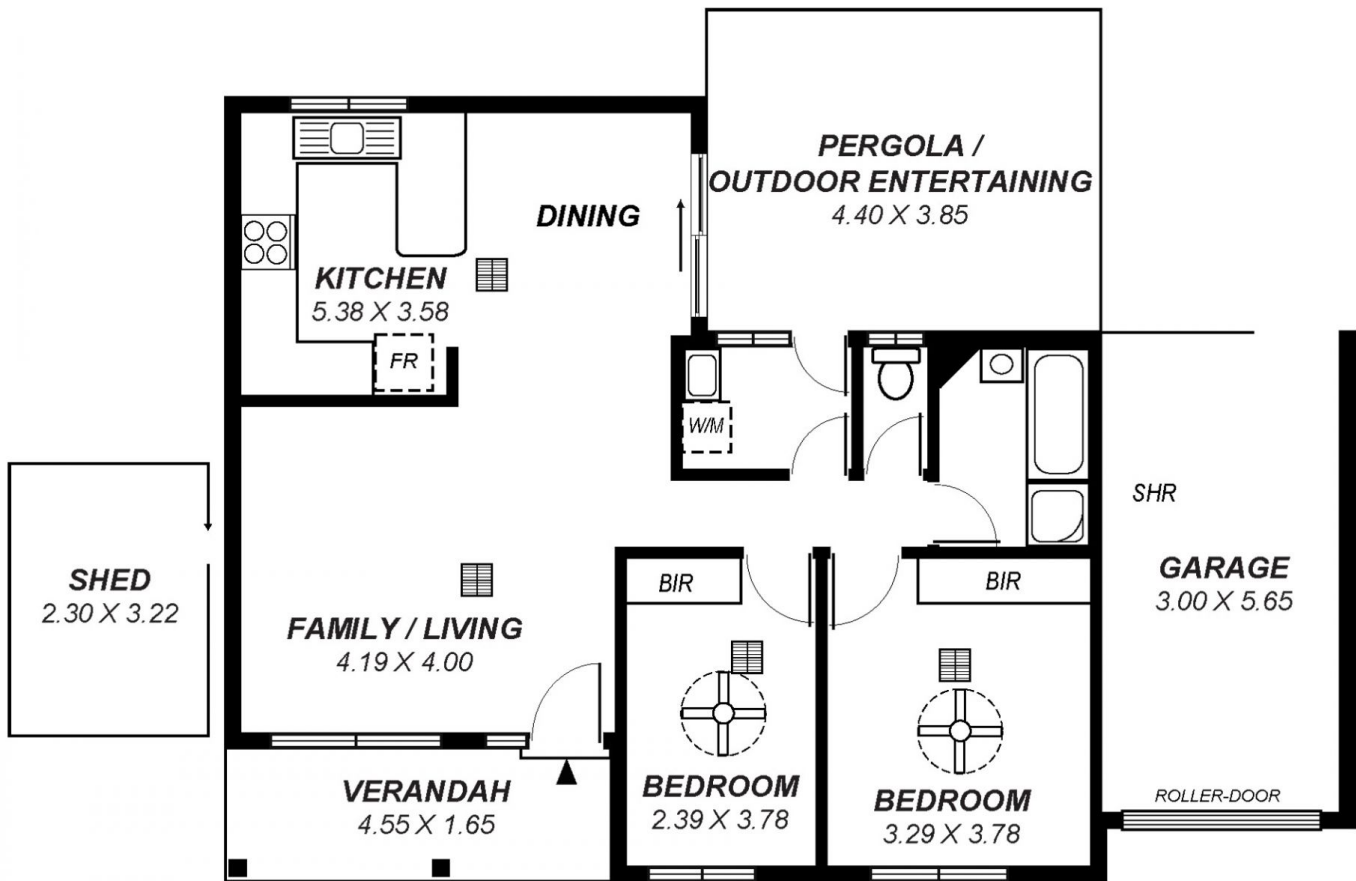 PERGOLA /
OUTDOOR ENTERTAINING
4.40 X 3.85
DINING
KITCHEN
5.38 X 3.58
FR
W/M
SHR
SHED
2.30 X 3.22
GARAGE
3.00 X 5.65
BIR
BIR
FAMILY / LIVING
4.19 X 4.00
VERANDAH
4.55 X 1.65
BEDROOM
2.39 X 3.78
BEDROOM
3.29 X 3.78
ROLLER-DOOR